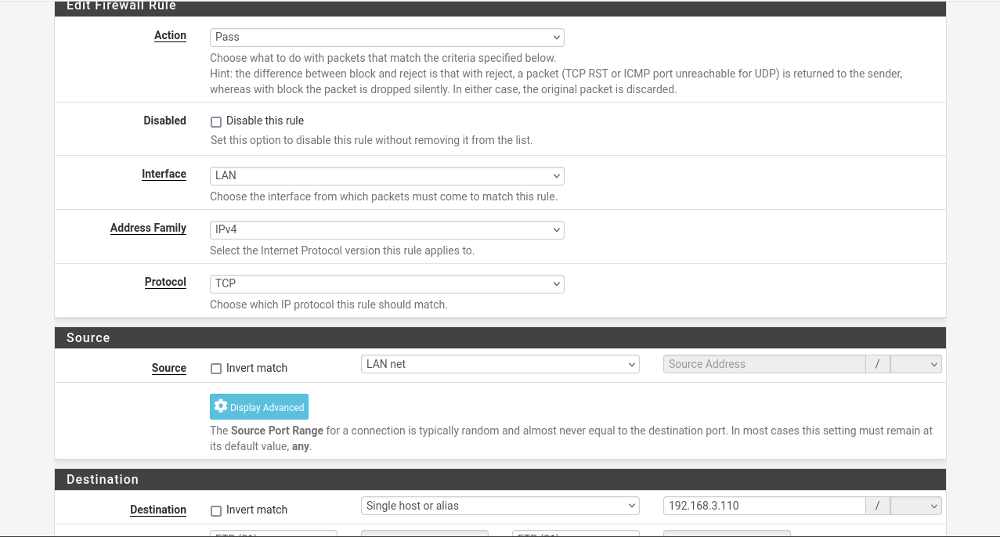 Edit Firewall Rule
Action Pass
Choose what to do with packets that match the criteria specified below.
Hint: the difference between block and reject is that with reject, a packet (TCP RST or ICMP port unreachable for UDP) is returned to the sender,
whereas with block the packet is dropped silently. In either case, the original packet is discarded.
Disabled Disable this rule
Set this option to disable this rule without removing it from the list.
Interface LAN
Choose the interface from which packets must come to match this rule.
Address Family IPv4
Select the Internet Protocol version this rule applies to.
Protocol TCP
Choose which IP protocol this rule should match.
Source
Source Invert match LAN net Source Address /
Display Advanced
The Source Port Range for a connection is typically random and almost never equal to the destination port. In most cases this setting must remain at
its default value, any.
Destination
Destination Invert match Single host or alias 192.168.3.110 /
FTP (21) FTP (21)